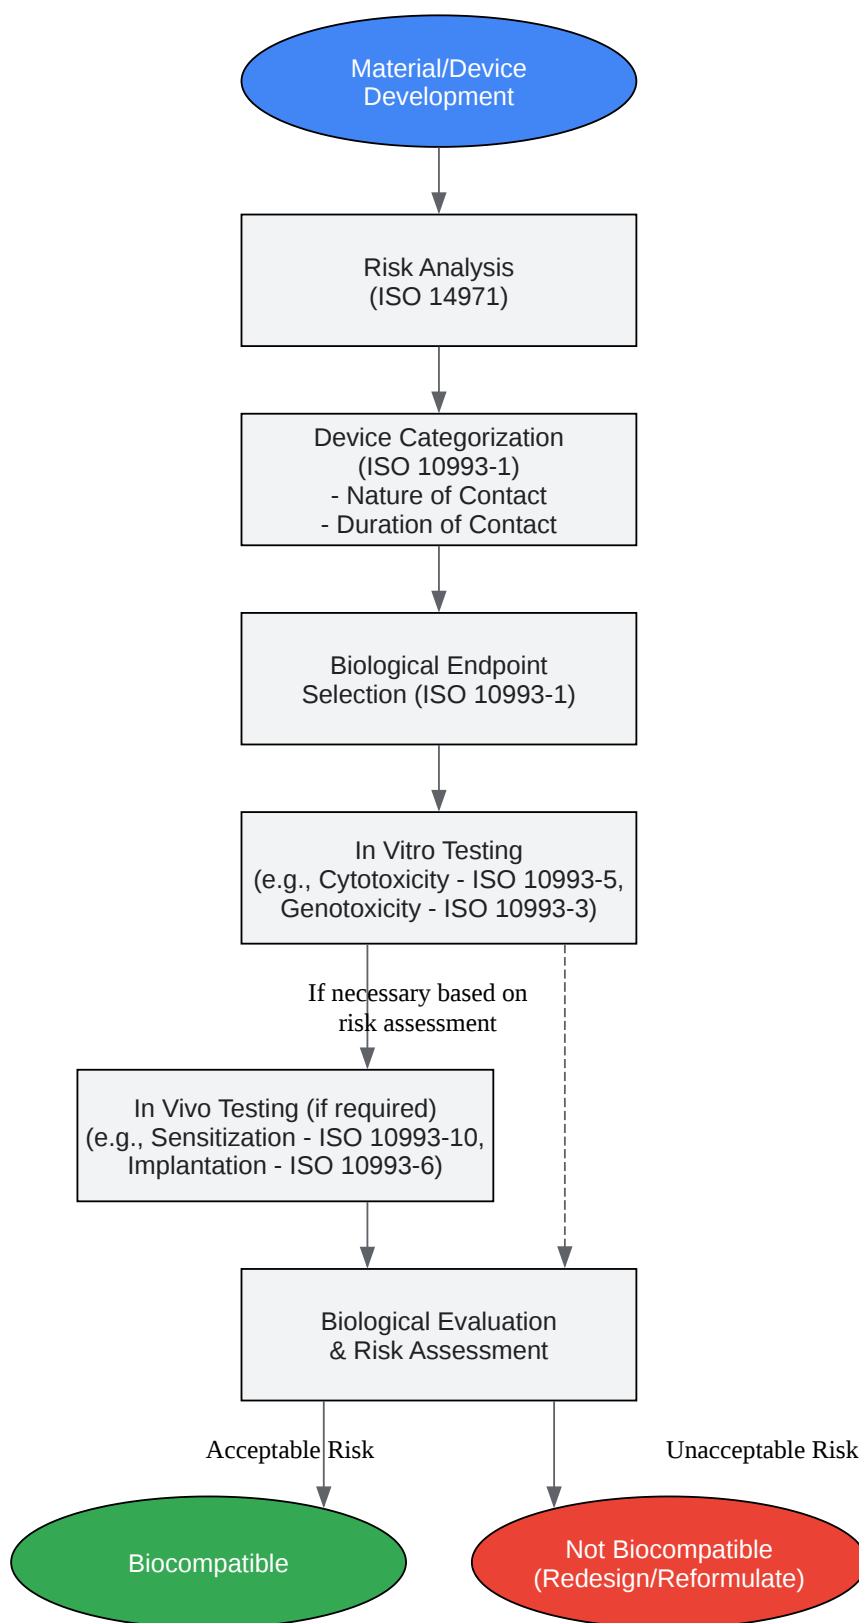 Material/Device
Development
Risk Analysis
(ISO 14971)
Device Categorization
(ISO 10993-1)
- Nature of Contact
- Duration of Contact
Biological Endpoint
Selection (ISO 10993-1)
In Vitro Testing
(e.g., Cytotoxicity - ISO 10993-5,
Genotoxicity - ISO 10993-3)
If necessary based on
risk assessment
In Vivo Testing (if required)
(e.g., Sensitization - ISO 10993-10,
Implantation - ISO 10993-6)
Biological Evaluation
& Risk Assessment
Acceptable Risk
Unacceptable Risk
Biocompatible
Not Biocompatible
(Redesign/Reformulate)